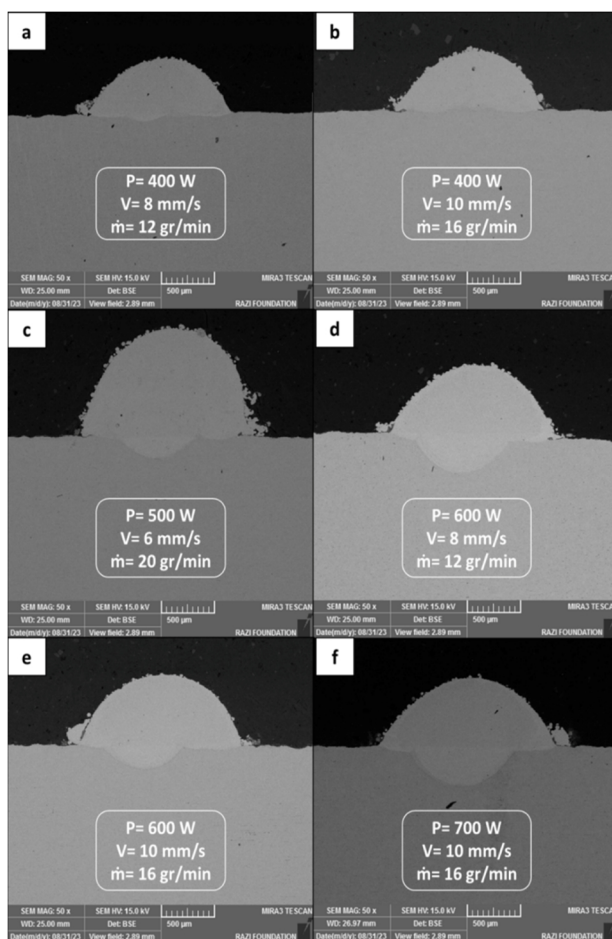 a
P= 400 W
V= 8 mm/s
ṁ= 12 gr/min
SEM MAG: 50 x SEM HV: 15.0 kV MIRA3 TESCAN
WD: 25.00 mm Det: BSE 500 µm
Date(m/d/y): 08/31/23 View field: 2.89 mm RAZI FOUNDATION
b
P= 400 W
V= 10 mm/s
ṁ= 16 gr/min
SEM MAG: 50 x SEM HV: 15.0 kV MIRA3 TESCAN
WD: 25.00 mm Det: BSE 500 µm
Date(m/d/y): 08/31/23 View field: 2.89 mm RAZI FOUNDATION
c
P= 500 W
V= 6 mm/s
ṁ= 20 gr/min
SEM MAG: 50 x SEM HV: 15.0 kV MIRA3 TESCAN
WD: 25.00 mm Det: BSE 500 µm
Date(m/d/y): 08/31/23 View field: 2.89 mm RAZI FOUNDATION
d
P= 600 W
V= 8 mm/s
ṁ= 12 gr/min
SEM MAG: 50 x SEM HV: 15.0 kV MIRA3 TESCAN
WD: 25.00 mm Det: BSE 500 µm
Date(m/d/y): 08/31/23 View field: 2.89 mm RAZI FOUNDATION
e
P= 600 W
V= 10 mm/s
ṁ= 16 gr/min
SEM MAG: 50 x SEM HV: 15.0 kV MIRA3 TESCAN
WD: 25.00 mm Det: BSE 500 µm
Date(m/d/y): 08/31/23 View field: 2.89 mm RAZI FOUNDATION
f
P= 700 W
V= 10 mm/s
ṁ= 16 gr/min
SEM MAG: 50 x SEM HV: 15.0 kV MIRA3 TESCAN
WD: 26.97 mm Det: BSE 500 µm
Date(m/d/y): 08/31/23 View field: 2.89 mm RAZI FOUNDATION